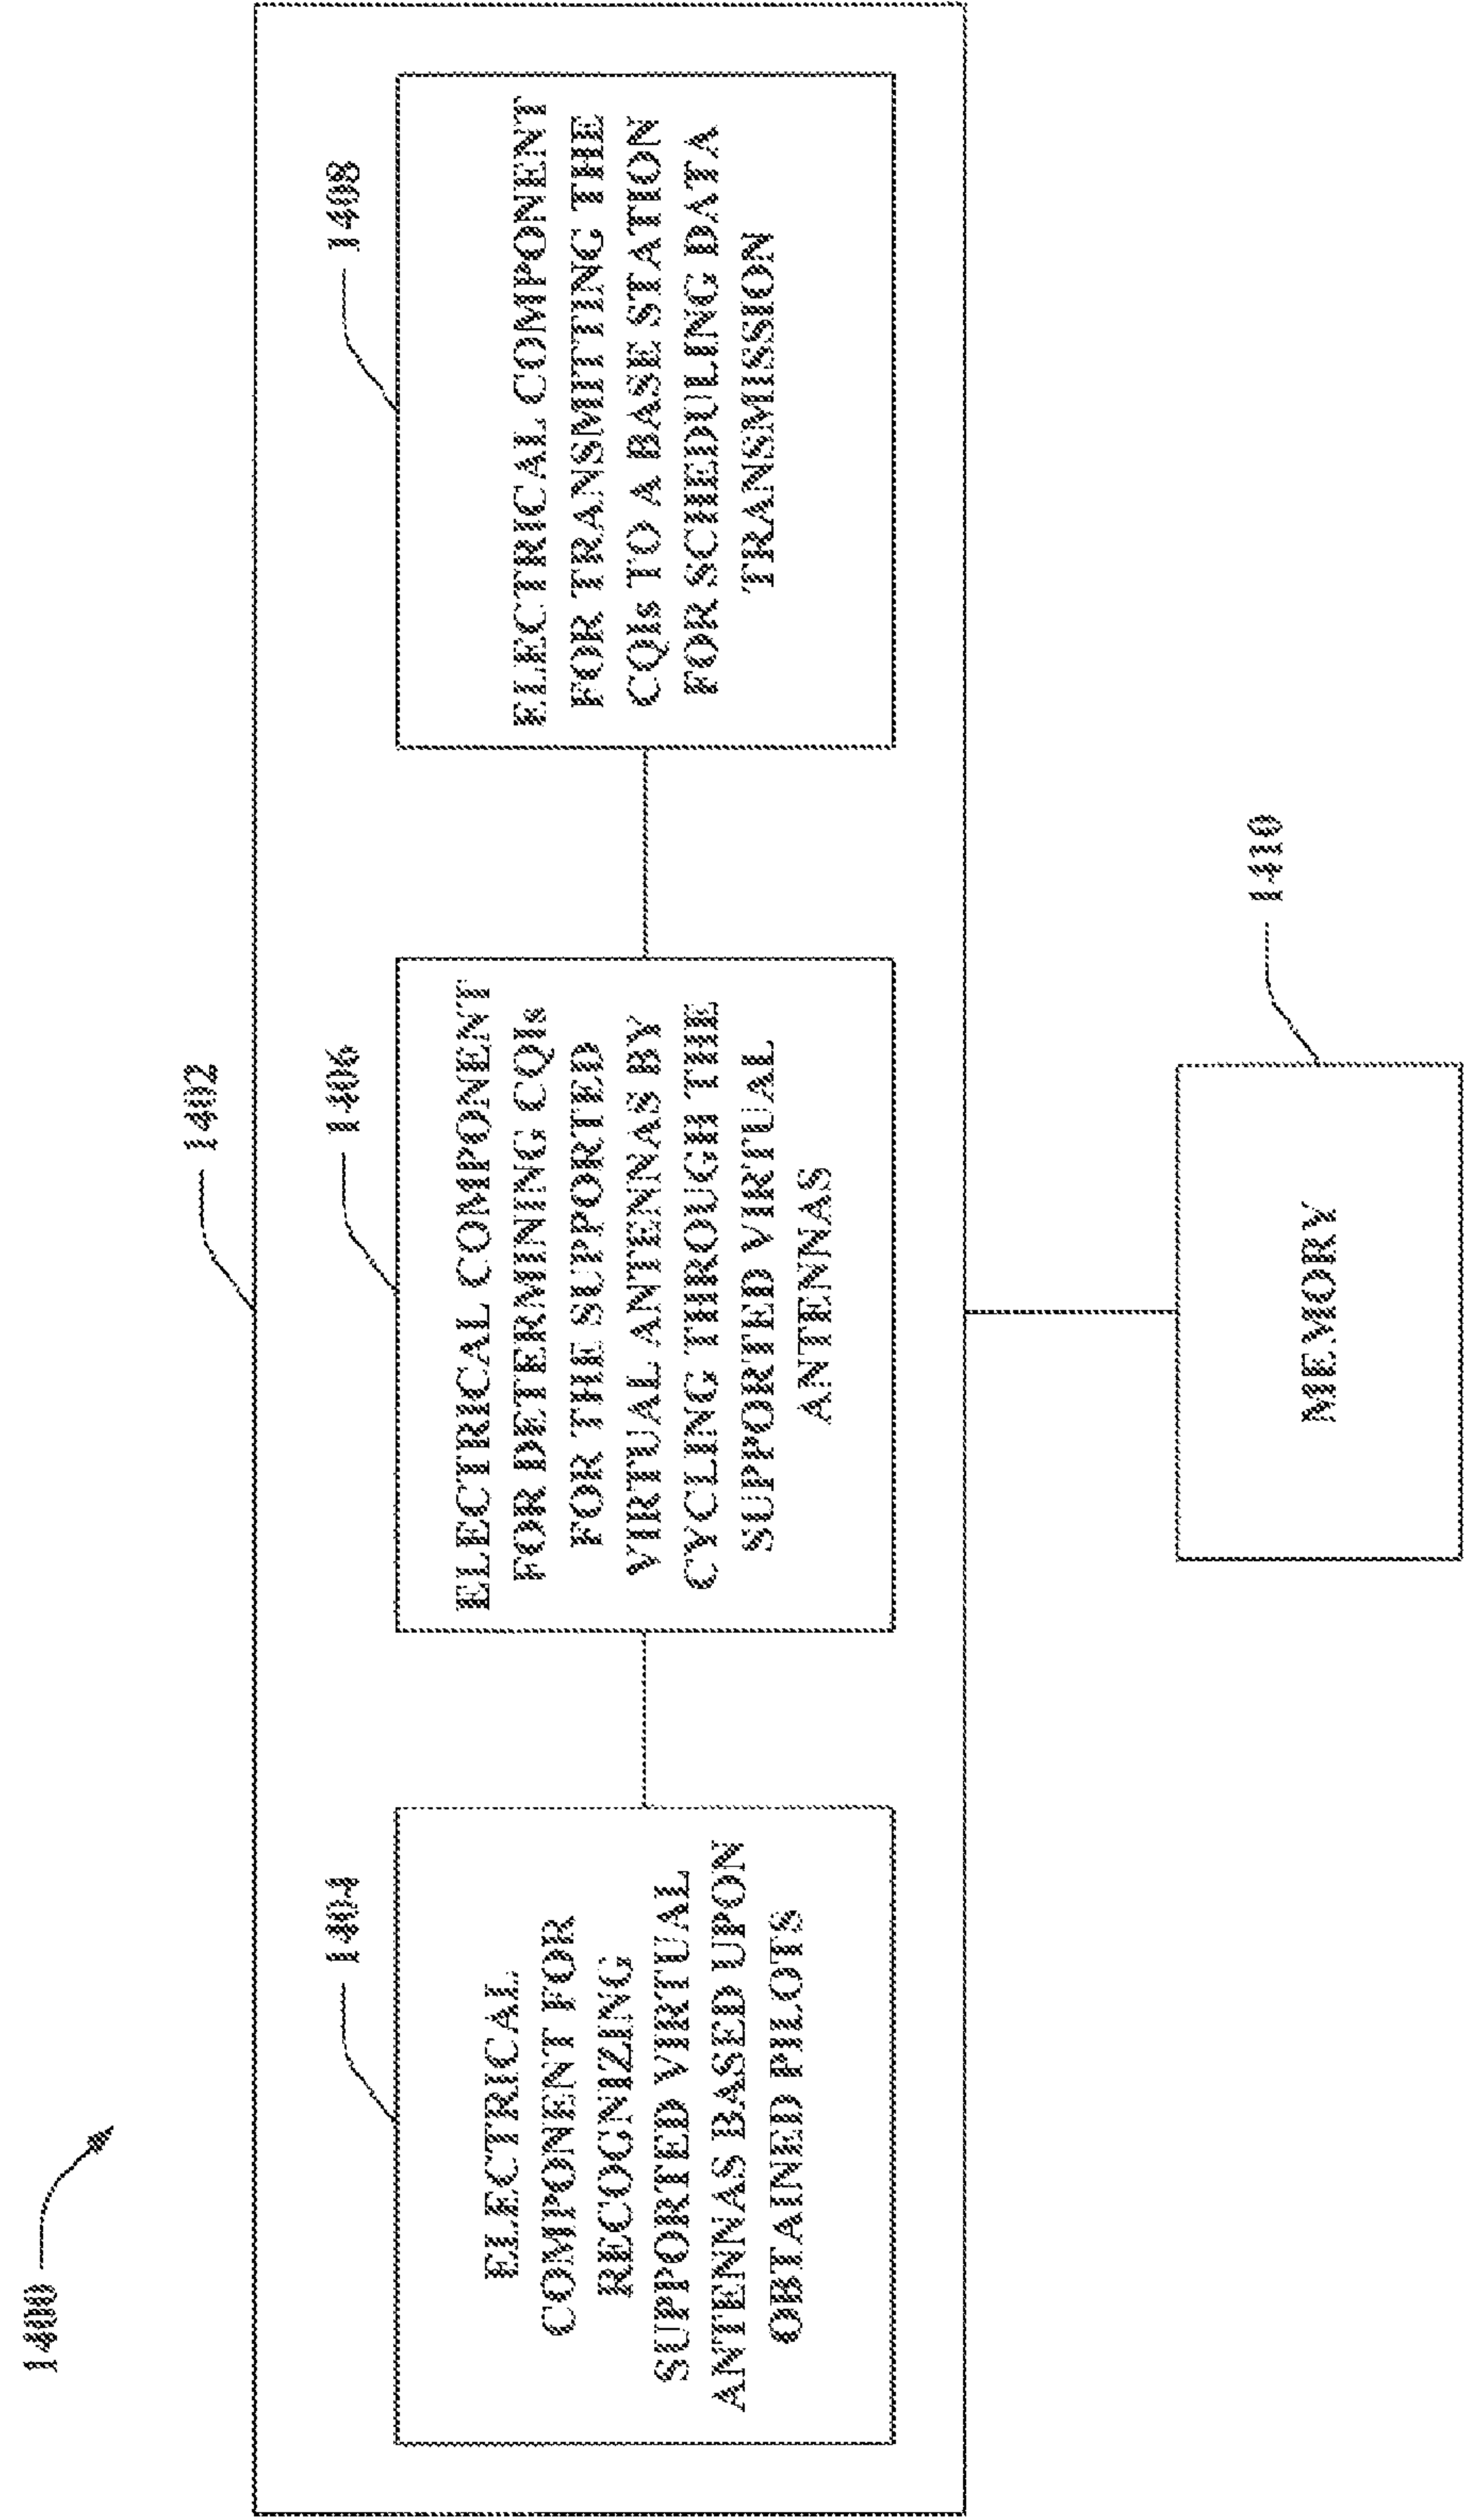 1400
1402
1404
ELECTRICAL
COMPONENT FOR
RECOGNIZING
SUPPORTED VIRTUAL
ANTENNAS BASED UPON
OBTAINED PILOTS
1406
ELECTRICAL COMPONENT
FOR DETERMINING CQIs
FOR THE SUPPORTED
VIRTUAL ANTENNAS BY
CYCLING THROUGH THE
SUPPORTED VIRTUAL
ANTENNAS
1408
ELECTRICAL COMPONENT
FOR TRANSMITTING THE
CQIs TO A BASE STATION
FOR SCHEDULING DATA
TRANSMISSION
1410
MEMORY